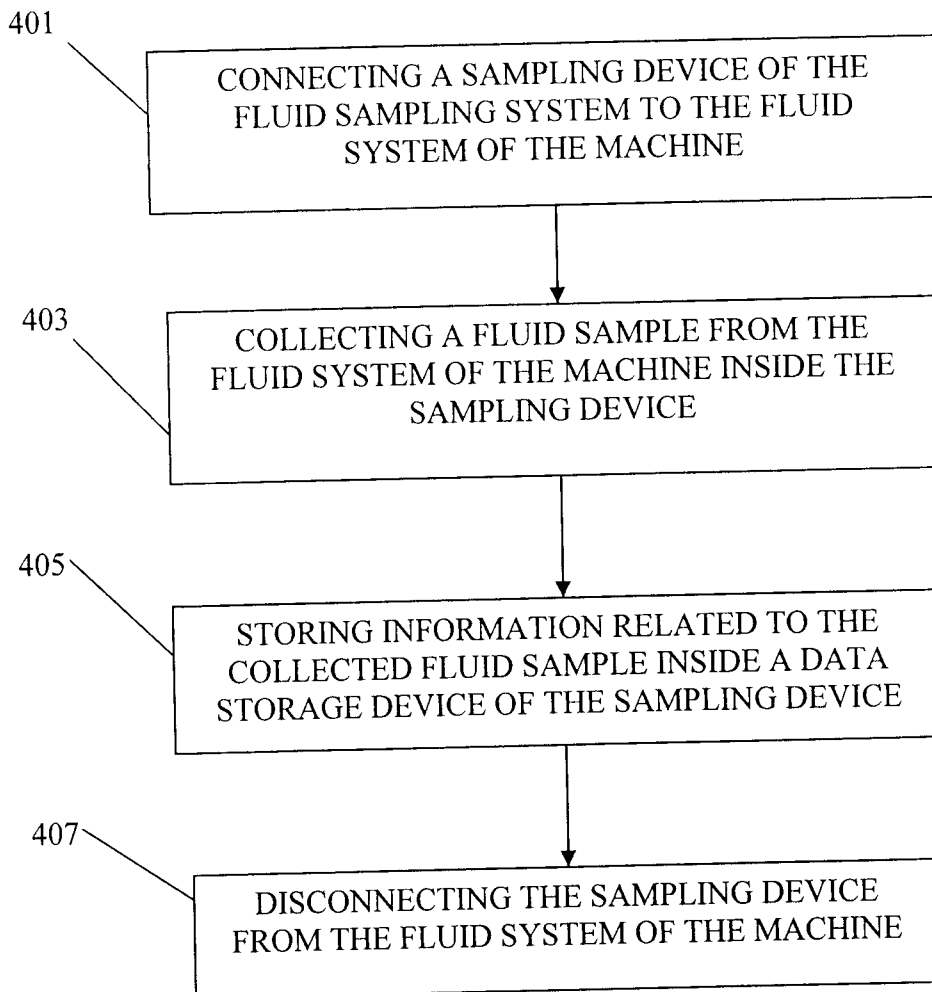 401
CONNECTING A SAMPLING DEVICE OF THE
FLUID SAMPLING SYSTEM TO THE FLUID
SYSTEM OF THE MACHINE
403
COLLECTING A FLUID SAMPLE FROM THE
FLUID SYSTEM OF THE MACHINE INSIDE THE
SAMPLING DEVICE
405
STORING INFORMATION RELATED TO THE
COLLECTED FLUID SAMPLE INSIDE A DATA
STORAGE DEVICE OF THE SAMPLING DEVICE
407
DISCONNECTING THE SAMPLING DEVICE
FROM THE FLUID SYSTEM OF THE MACHINE